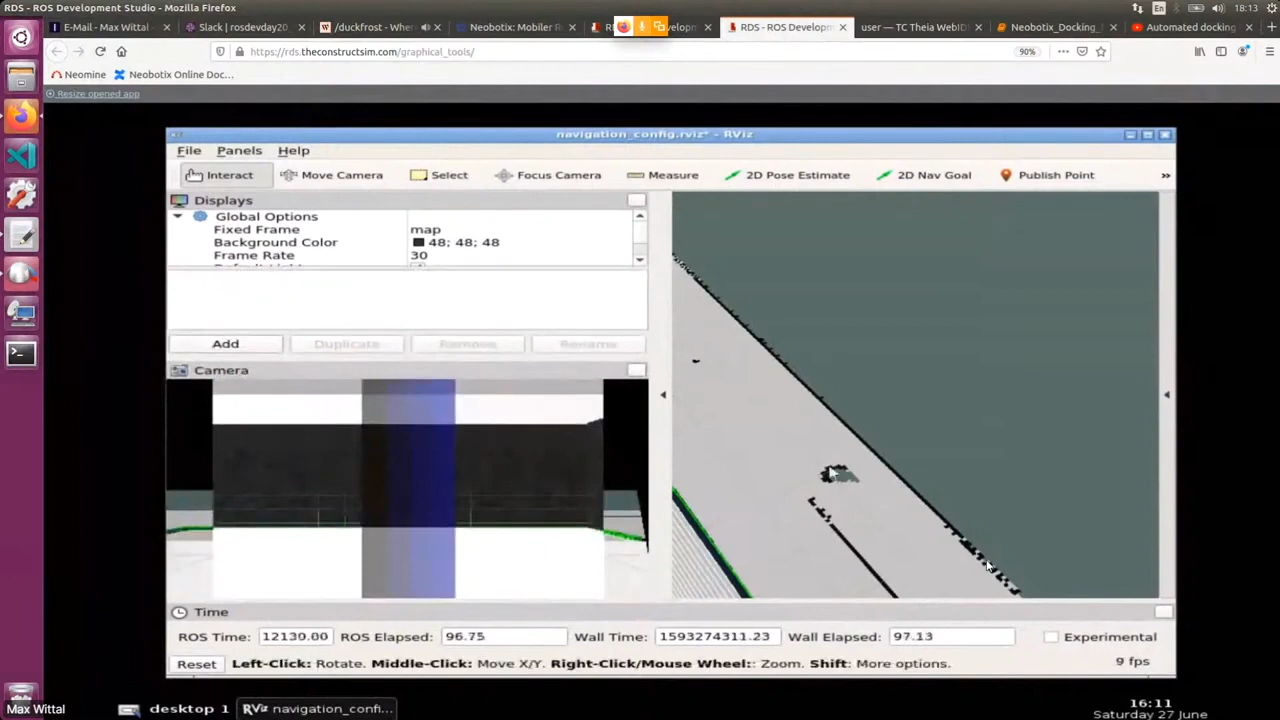 RDS - ROS Development Studio - Mozilla Firefox
En
18:13
E-Mail - Max Wittal
Slack | rosdevday20
/duckfrost - Where
Neobotix: Mobiler R
RDS - ROS Developm
user — TC Theia WebID
Neobotix_Docking_
Automated docking
https://rds.theconstructsim.com/graphical_tools/
90%
Neomine
Neobotix Online Doc...
Resize opened app
navigation_config.rviz* - RViz
File
Panels
Help
Interact
Move Camera
Select
Focus Camera
Measure
2D Pose Estimate
2D Nav Goal
Publish Point
»
Displays
Global Options
Fixed Frame
map
Background Color
48; 48; 48
Frame Rate
30
Add
Duplicate
Remove
Rename
Camera
Time
ROS Time:
12130.00
ROS Elapsed:
96.75
Wall Time:
1593274311.23
Wall Elapsed:
97.13
Experimental
Reset
Left-Click: Rotate. Middle-Click: Move X/Y. Right-Click/Mouse Wheel:: Zoom. Shift: More options.
9 fps
Max Wittal
desktop 1
RViz
navigation_confi...
16:11
Saturday 27 June